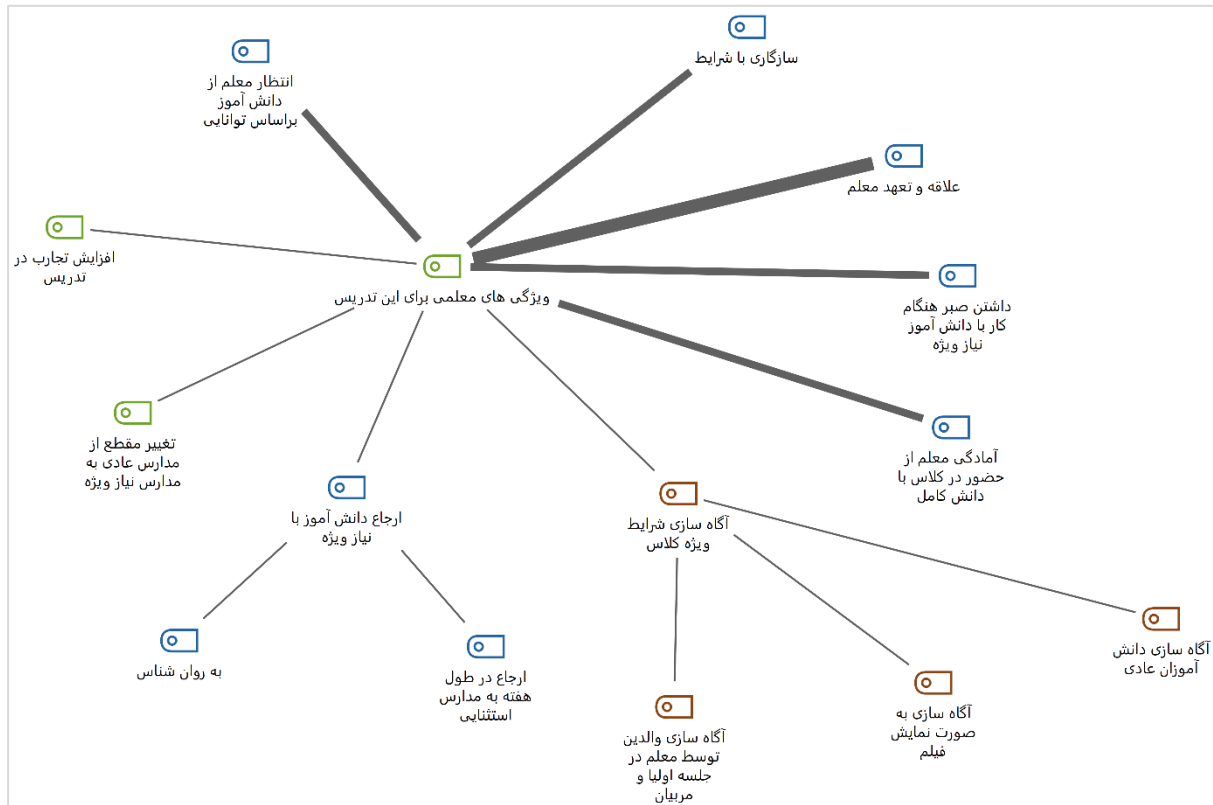 سازگاری با شرایط
انتظار معلم از
دانش آموز
براساس توانایی
علاقه و تعهد معلم
افزایش تجارب در
تدریس
ویژگی های معلمی برای این تدریس
داشتن صبر هنگام
کار با دانش آموز
نیاز ویژه
تغییر مقطع از
مدارس عادی به
مدارس نیاز ویژه
آمادگی معلم از
حضور در کلاس با
دانش کامل
ارجاع دانش آموز با
نیاز ویژه
آگاه سازی شرایط
ویژه کلاس
آگاه سازی دانش
آموزان عادی
به روان شناس
ارجاع در طول
هفته به مدارس
استثنایی
آگاه سازی به
صورت نمایش
فیلم
آگاه سازی والدین
توسط معلم در
جلسه اولیا و
مربیان